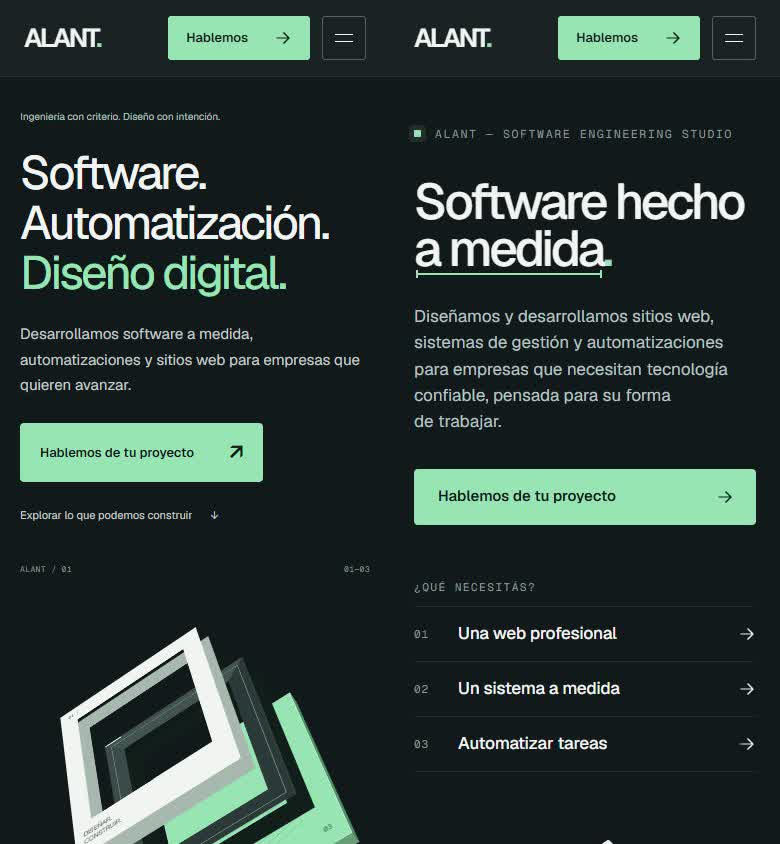 ALANT.
Hablemos
Ingeniería con criterio. Diseño con intención.
Software.
Automatización.
Diseño digital.
Desarrollamos software a medida,
automatizaciones y sitios web para empresas que
quieren avanzar.
Hablemos de tu proyecto
Explorar lo que podemos construir
ALANT / 01
01—03
DISEÑAR.
CONSTRUIR.
03
ALANT.
Hablemos
ALANT — SOFTWARE ENGINEERING STUDIO
Software hecho
a medida.
Diseñamos y desarrollamos sitios web,
sistemas de gestión y automatizaciones
para empresas que necesitan tecnología
confiable, pensada para su forma
de trabajar.
Hablemos de tu proyecto
¿QUÉ NECESITÁS?
01 Una web profesional
02 Un sistema a medida
03 Automatizar tareas